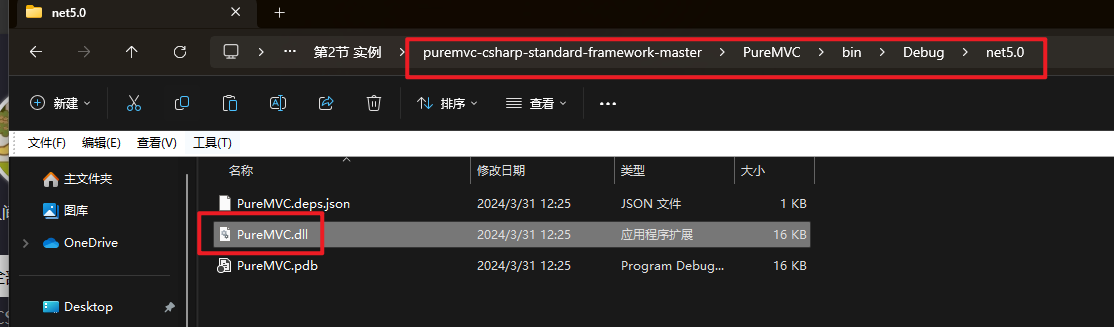 net5.0
… 第2节 实例 > puremvc-csharp-standard-framework-master > PureMVC > bin > Debug > net5.0
新建 排序 查看
文件(F) 编辑(E) 查看(V) 工具(T)
名称 修改日期 类型 大小
主文件夹
PureMVC.deps.json 2024/3/31 12:25 JSON 文件 1 KB
图库
PureMVC.dll 2024/3/31 12:25 应用程序扩展 16 KB
OneDrive
PureMVC.pdb 2024/3/31 12:25 Program Debug... 16 KB
Desktop